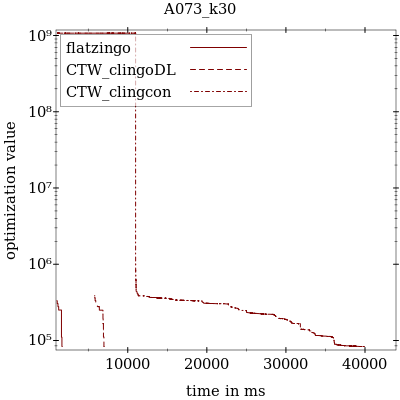 A073_k30
optimization value
10⁹
10⁸
10⁷
10⁶
10⁵
flatzingo
CTW_clingoDL
CTW_clingcon
10000 20000 30000 40000
time in ms